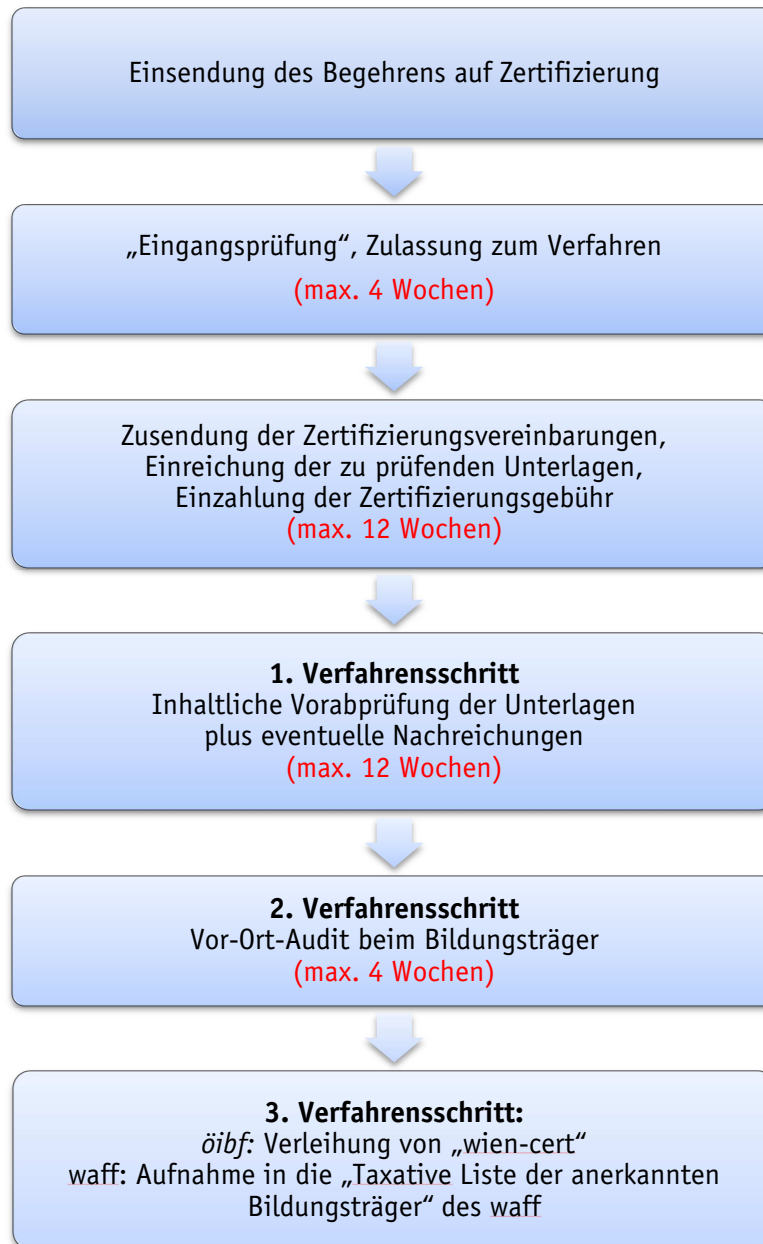 Einsendung des Begehrens auf Zertifizierung
„Eingangsprüfung“, Zulassung zum Verfahren
(max. 4 Wochen)
Zusendung der Zertifizierungsvereinbarungen,
Einreichung der zu prüfenden Unterlagen,
Einzahlung der Zertifizierungsgebühr
(max. 12 Wochen)
1. Verfahrensschritt
Inhaltliche Vorabprüfung der Unterlagen
plus eventuelle Nachreichungen
(max. 12 Wochen)
2. Verfahrensschritt
Vor-Ort-Audit beim Bildungsträger
(max. 4 Wochen)
3. Verfahrensschritt:
öibf: Verleihung von „wien-cert“
waff: Aufnahme in die „Taxative Liste der anerkannten
Bildungsträger“ des waff